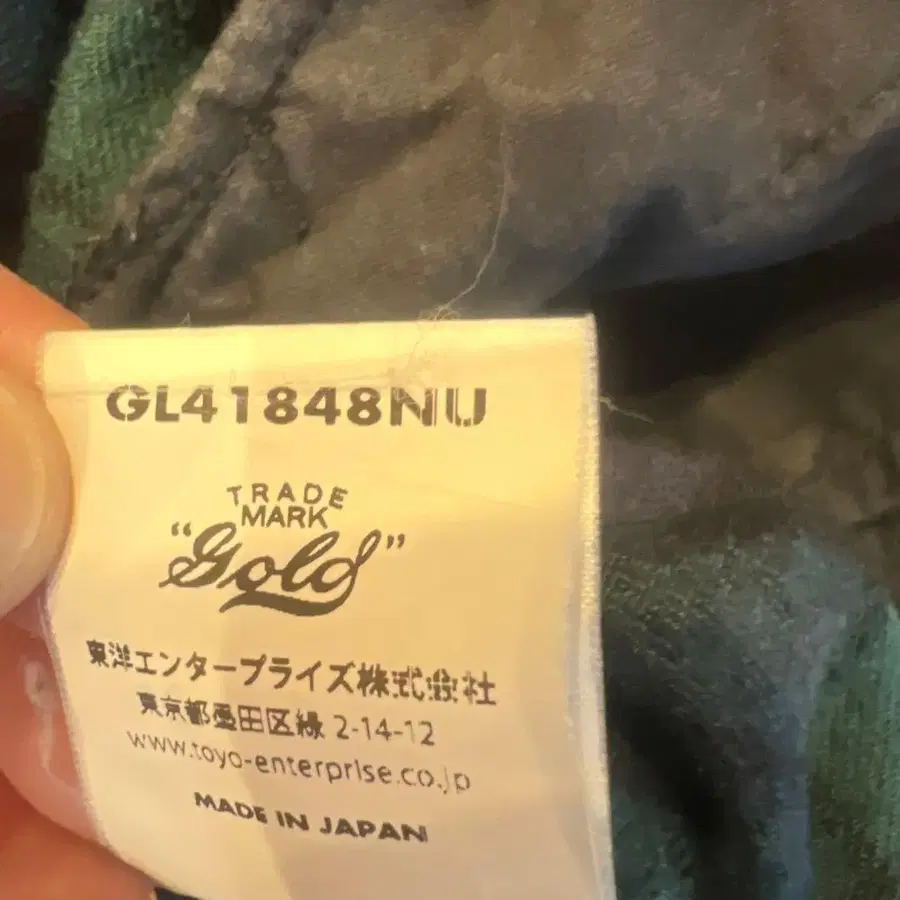 GL41848NU
TRADE
MARK
"Gold"
東洋エンタープライズ株式会社
東京都墨田区緑 2-14-12
www.toyo-enterprise.co.jp
MADE IN JAPAN